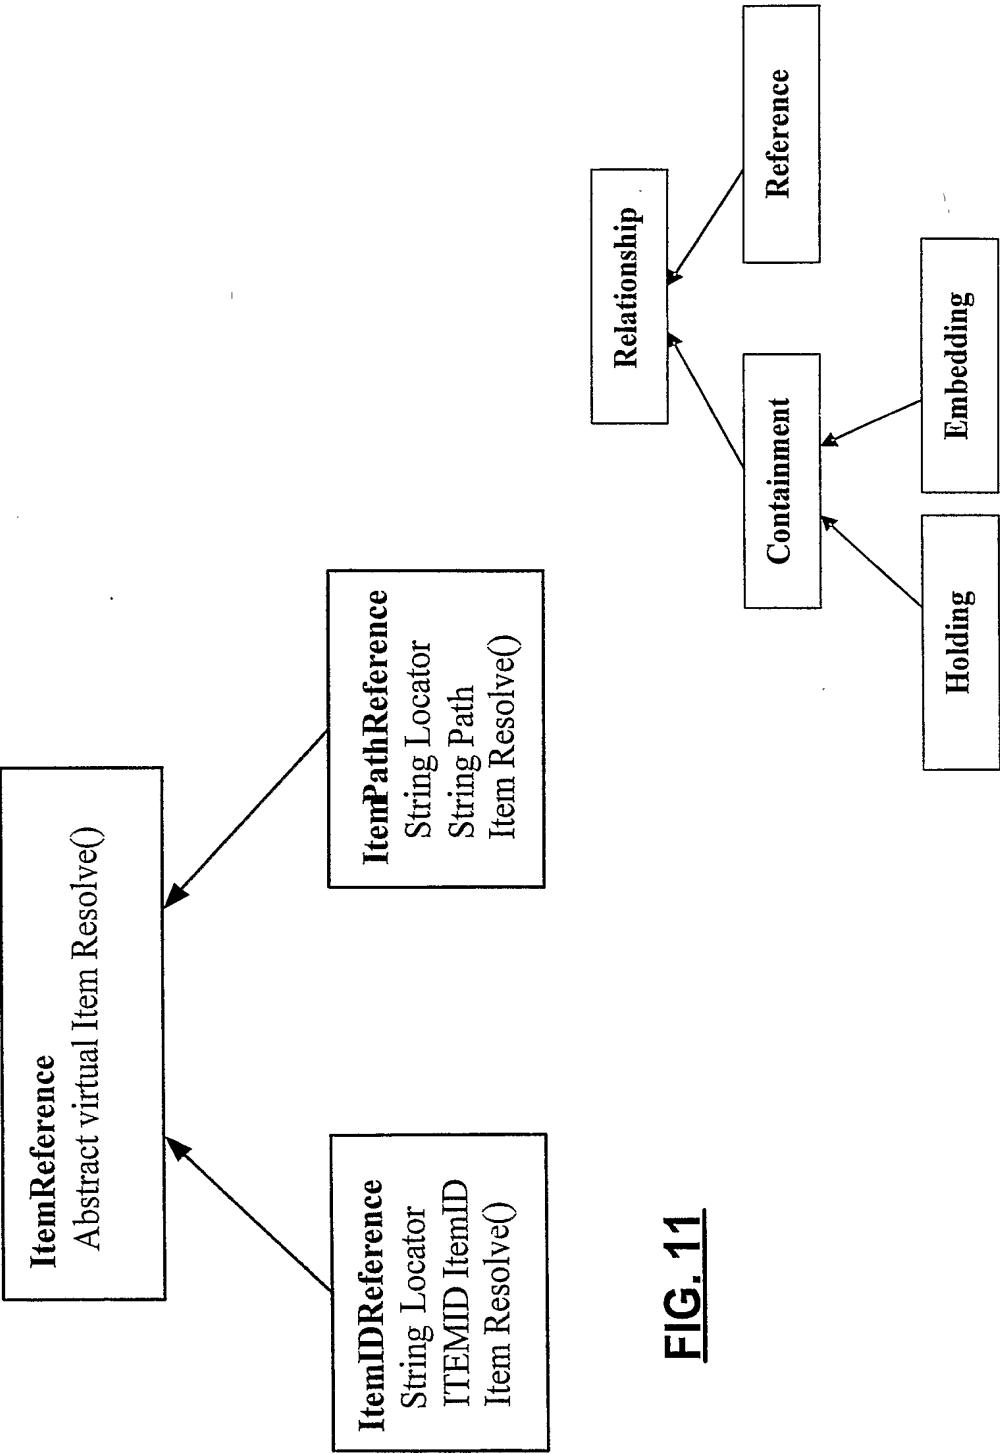 ItemReference
Abstract virtual Item Resolve()
ItemIDReference
String Locator
ITEMID ItemID
Item Resolve()
ItemPathReference
String Locator
String Path
Item Resolve()
FIG. 11
Relationship
Containment
Reference
Holding
Embedding